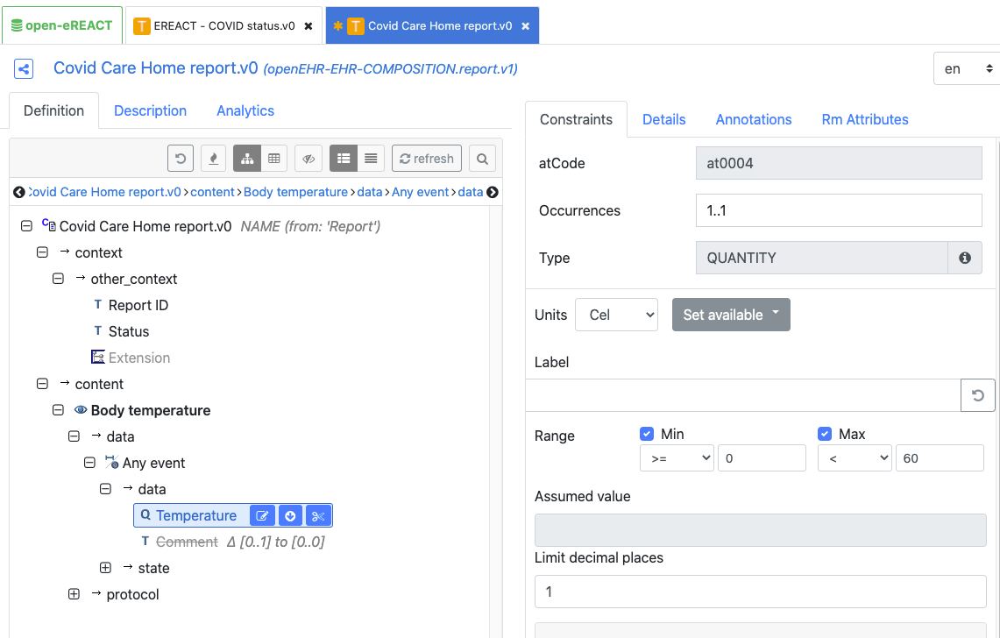 open-eREACT
T EREACT - COVID status.v0 ×
* T Covid Care Home report.v0 ×
Covid Care Home report.v0 (openEHR-EHR-COMPOSITION.report.v1)
en
Definition
Description
Analytics
refresh
Covid Care Home report.v0 > content > Body temperature > data > Any event > data
Covid Care Home report.v0 NAME (from: 'Report')
→ context
→ other_context
T Report ID
T Status
Extension
→ content
Body temperature
→ data
Any event
→ data
Q Temperature
T Comment Δ [0..1] to [0..0]
→ state
→ protocol
Constraints
Details
Annotations
Rm Attributes
atCode
at0004
Occurrences
1..1
Type
QUANTITY
Units
Cel
Set available
Label
Range
Min
Max
>=
0
<
60
Assumed value
Limit decimal places
1